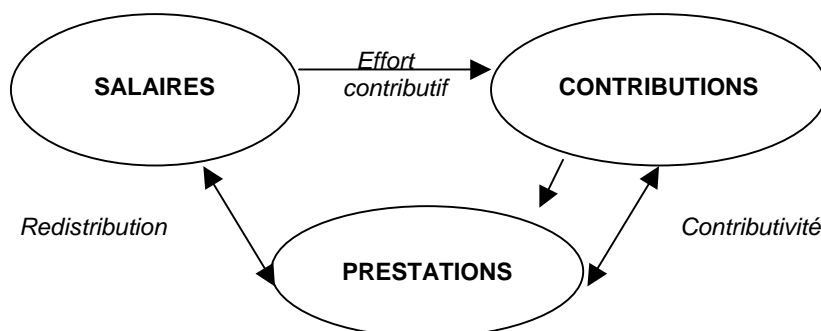 Effort
SALAIRES
contributif
CONTRIBUTIONS
Redistribution
Contributivité
PRESTATIONS